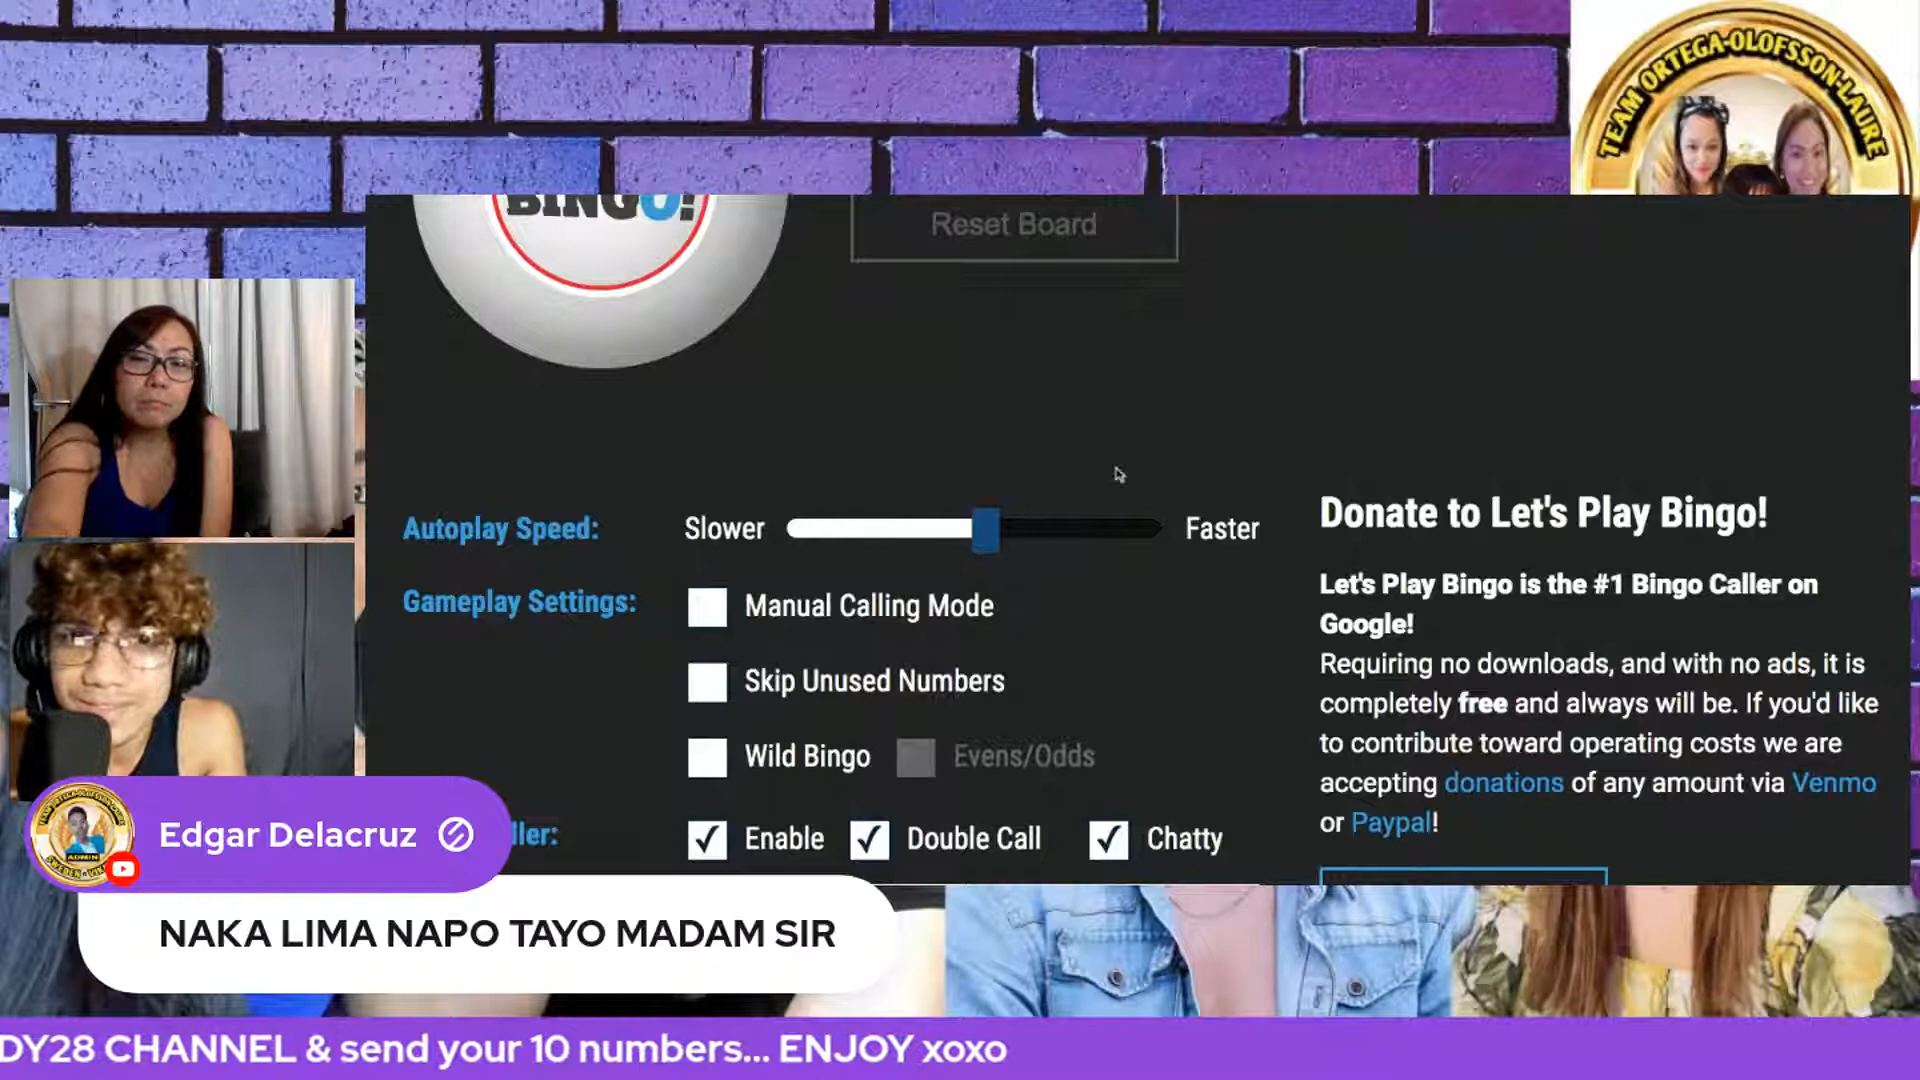 TEAM ORTEGA-OLOFSSON-LAURE
BINGO!
Reset Board
Autoplay Speed:
Slower
Faster
Gameplay Settings:
Manual Calling Mode
Skip Unused Numbers
Wild Bingo
Evens/Odds
ller:
Enable
Double Call
Chatty
Donate to Let's Play Bingo!
Let's Play Bingo is the #1 Bingo Caller on
Google!
Requiring no downloads, and with no ads, it is
completely free and always will be. If you'd like
to contribute toward operating costs we are
accepting donations of any amount via Venmo
or Paypal!
Edgar Delacruz
ADMIN
NAKA LIMA NAPO TAYO MADAM SIR
DY28 CHANNEL & send your 10 numbers... ENJOY xoxo